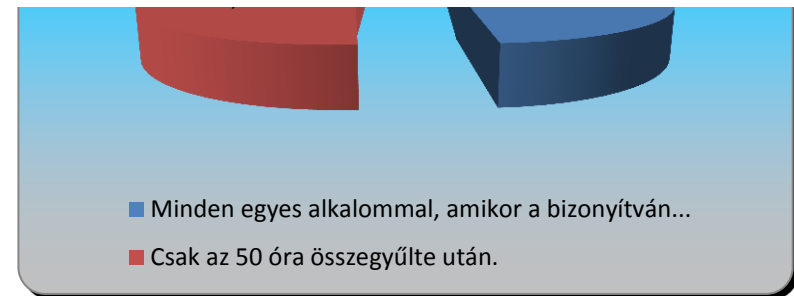 Minden egyes alkalommal, amikor a bizonyítván...
Csak az 50 óra összegyűlte után.